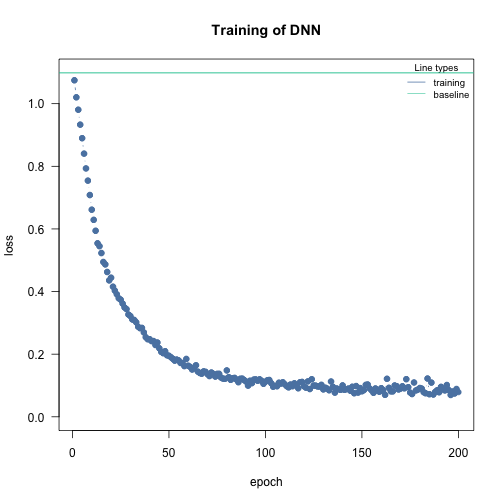 Training of DNN
Line types
training
baseline
loss
1.0
0.8
0.6
0.4
0.2
0.0
0 50 100 150 200
epoch